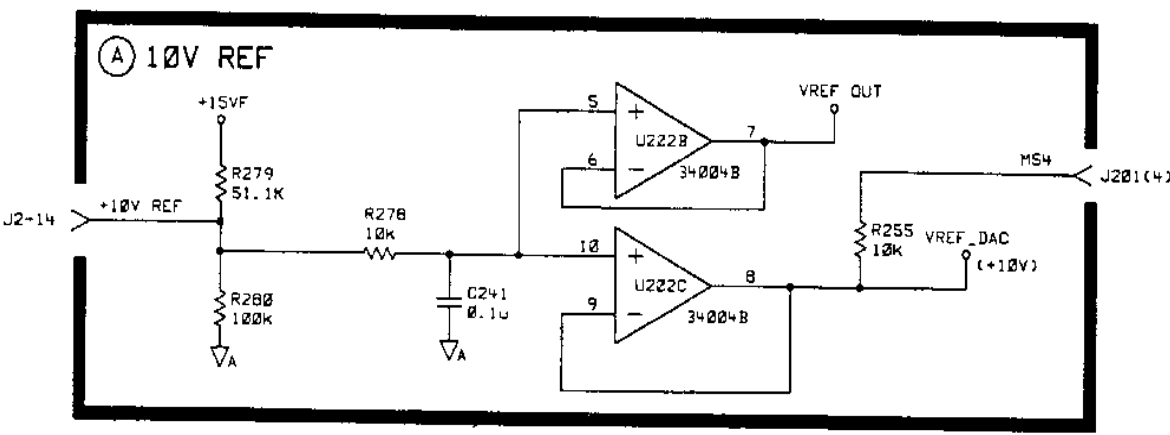 A 10V REF
+15VF
R279
51.1K
J2-14
+10V REF
R280
100K
A
R278
10K
C241
0.1u
A
5
+
U222B
7
6
-
34004B
VREF OUT
10
+
U202C
8
9
-
34004B
MS4
J201(4)
R255
10K
VREF_DAC
(+10V)